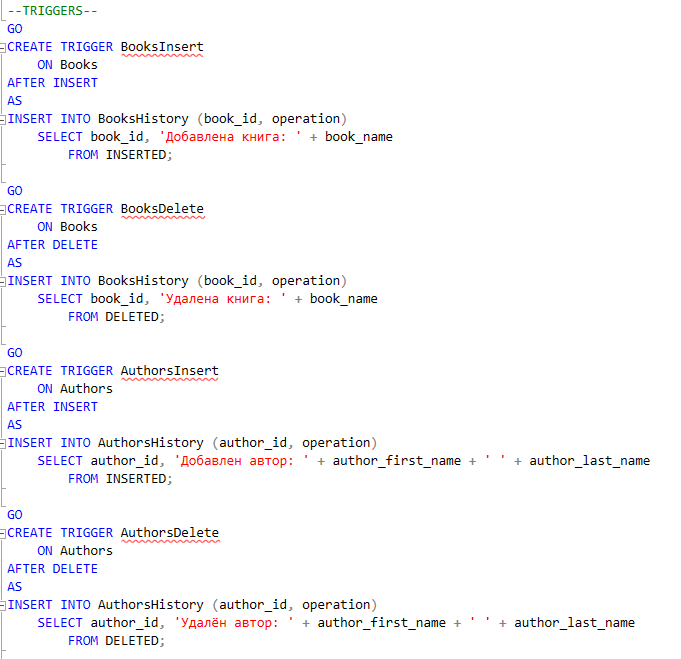 --TRIGGERS--
GO
CREATE TRIGGER BooksInsert
ON Books
AFTER INSERT
AS
INSERT INTO BooksHistory (book_id, operation)
SELECT book_id, 'Добавлена книга: ' + book_name
FROM INSERTED;
GO
CREATE TRIGGER BooksDelete
ON Books
AFTER DELETE
AS
INSERT INTO BooksHistory (book_id, operation)
SELECT book_id, 'Удалена книга: ' + book_name
FROM DELETED;
GO
CREATE TRIGGER AuthorsInsert
ON Authors
AFTER INSERT
AS
INSERT INTO AuthorsHistory (author_id, operation)
SELECT author_id, 'Добавлен автор: ' + author_first_name + ' ' + author_last_name
FROM INSERTED;
GO
CREATE TRIGGER AuthorsDelete
ON Authors
AFTER DELETE
AS
INSERT INTO AuthorsHistory (author_id, operation)
SELECT author_id, 'Удалён автор: ' + author_first_name + ' ' + author_last_name
FROM DELETED;